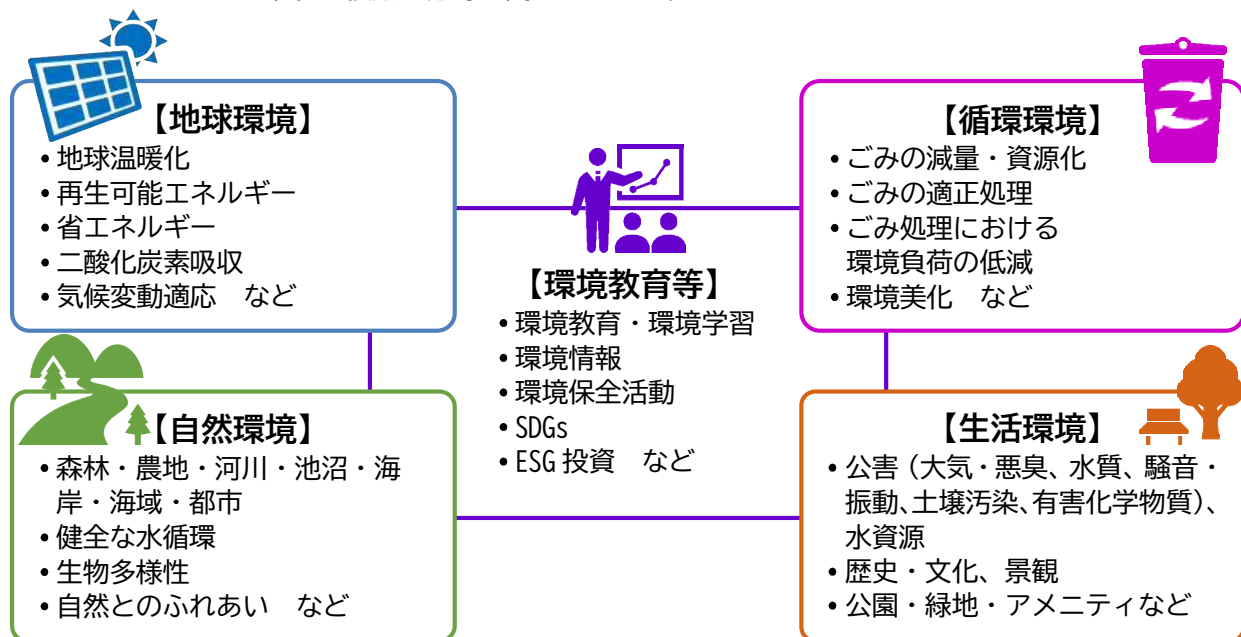 【地球環境】
• 地球温暖化
• 再生可能エネルギー
• 省エネルギー
• 二酸化炭素吸収
• 気候変動適応　など
【循環環境】
• ごみの減量・資源化
• ごみの適正処理
• ごみ処理における
環境負荷の低減
• 環境美化　など
【環境教育等】
• 環境教育・環境学習
• 環境情報
• 環境保全活動
• SDGs
• ESG 投資　など
【自然環境】
• 森林・農地・河川・池沼・海
岸・海域・都市
• 健全な水循環
• 生物多様性
• 自然とのふれあい　など
【生活環境】
• 公害（大気・悪臭、水質、騒音・
振動、土壌汚染、有害化学物質）、
水資源
• 歴史・文化、景観
• 公園・緑地・アメニティなど